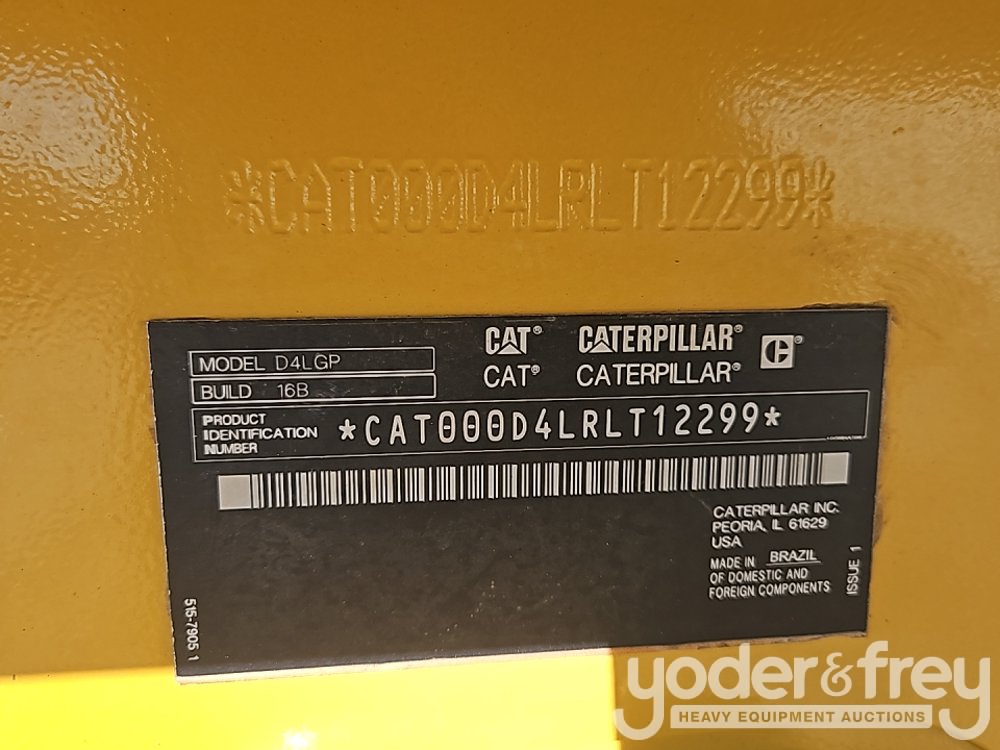 *CAT000D4LRLT12299*
CAT® CATERPILLAR®
CAT® CATERPILLAR®
MODEL D4LGP
BUILD 16B
PRODUCT
IDENTIFICATION
NUMBER
*CAT000D4LRLT12299*
CATERPILLAR INC.
PEORIA, IL 61629
USA
MADE IN BRAZIL
OF DOMESTIC AND
FOREIGN COMPONENTS
ISSUE 1
515-7905 1
yoder&frey
HEAVY EQUIPMENT AUCTIONS